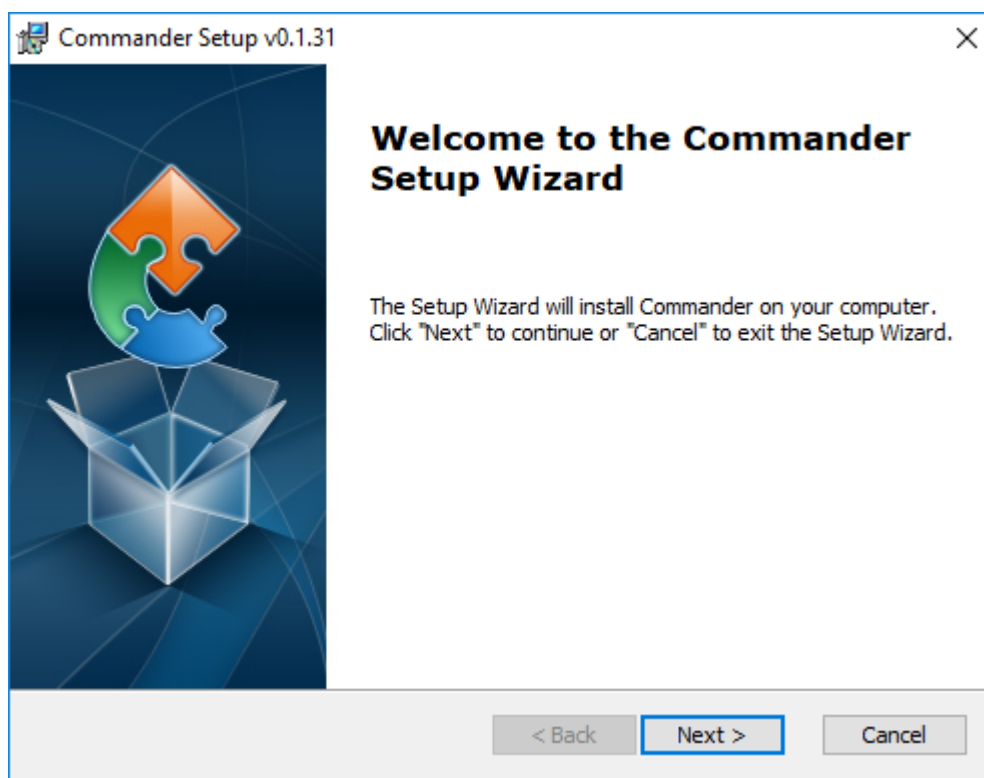 Commander Setup v0.1.31
Welcome to the Commander
Setup Wizard
The Setup Wizard will install Commander on your computer.
Click "Next" to continue or "Cancel" to exit the Setup Wizard.
< Back Next > Cancel